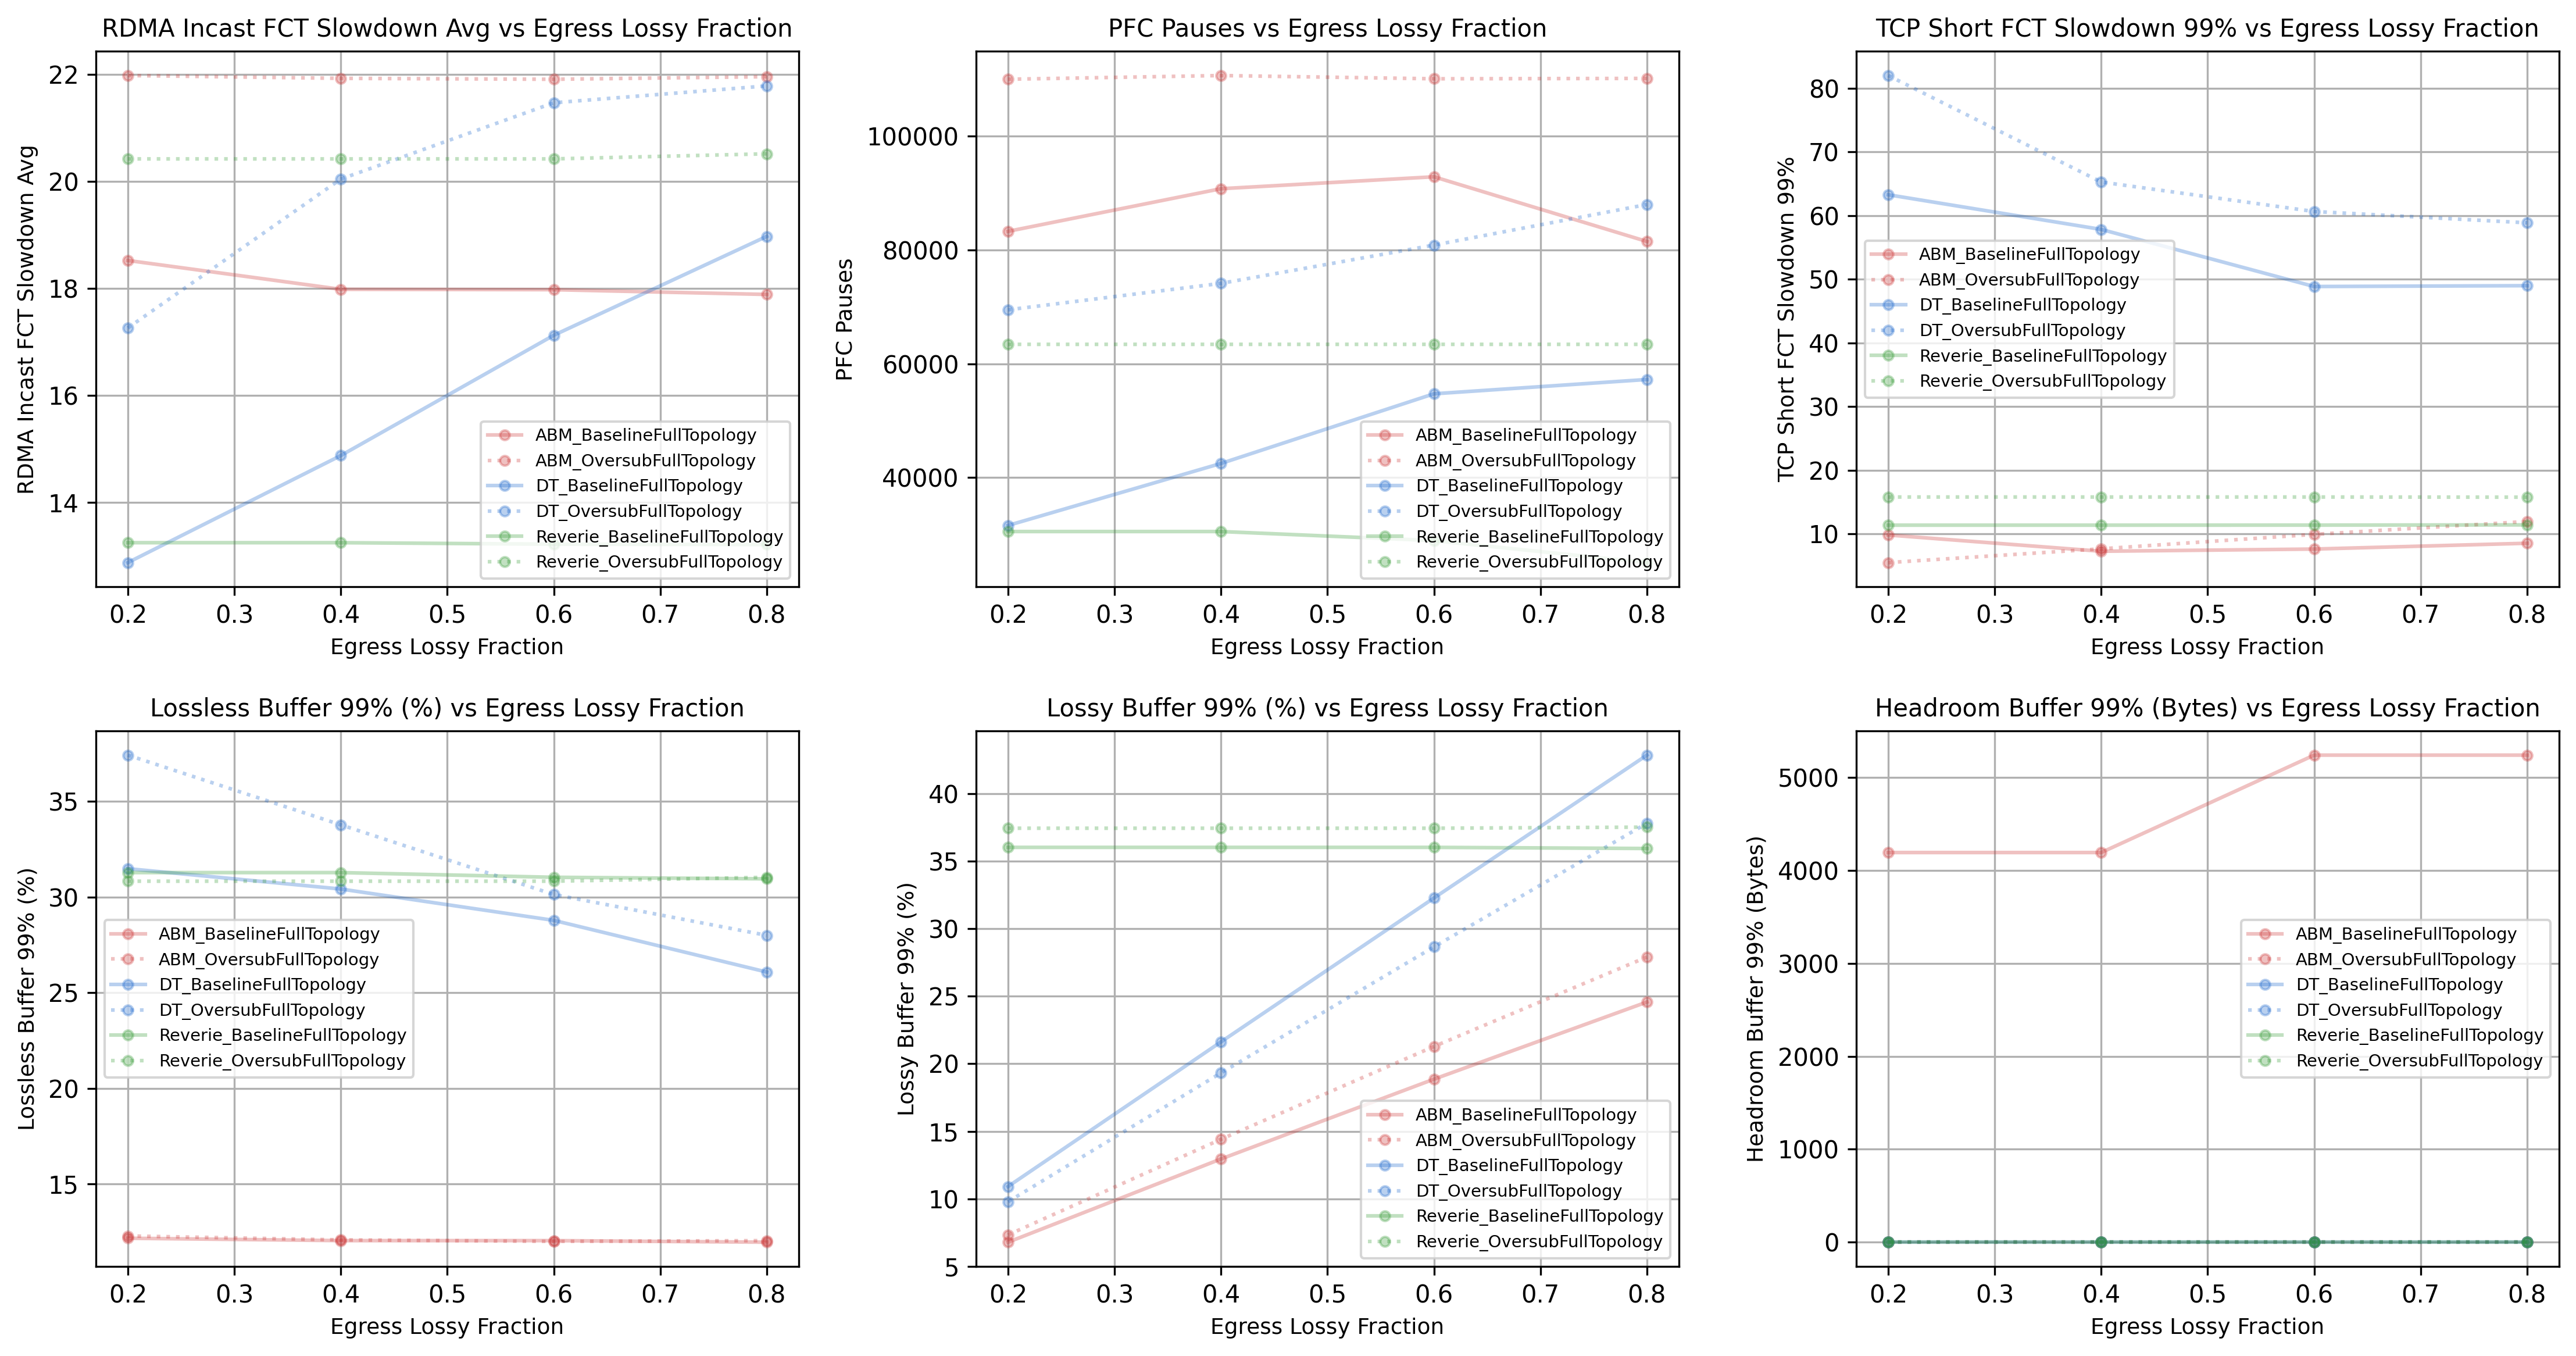 RDMA Incast FCT Slowdown Avg vs Egress Lossy Fraction
RDMA Incast FCT Slowdown Avg
22
20
18
16
14
0.2 0.3 0.4 0.5 0.6 0.7 0.8
Egress Lossy Fraction
ABM_BaselineFullTopology
ABM_OversubFullTopology
DT_BaselineFullTopology
DT_OversubFullTopology
Reverie_BaselineFullTopology
Reverie_OversubFullTopology
PFC Pauses vs Egress Lossy Fraction
PFC Pauses
100000
80000
60000
40000
0.2 0.3 0.4 0.5 0.6 0.7 0.8
Egress Lossy Fraction
ABM_BaselineFullTopology
ABM_OversubFullTopology
DT_BaselineFullTopology
DT_OversubFullTopology
Reverie_BaselineFullTopology
Reverie_OversubFullTopology
TCP Short FCT Slowdown 99% vs Egress Lossy Fraction
TCP Short FCT Slowdown 99%
80
70
60
50
40
30
20
10
0.2 0.3 0.4 0.5 0.6 0.7 0.8
Egress Lossy Fraction
ABM_BaselineFullTopology
ABM_OversubFullTopology
DT_BaselineFullTopology
DT_OversubFullTopology
Reverie_BaselineFullTopology
Reverie_OversubFullTopology
Lossless Buffer 99% (%) vs Egress Lossy Fraction
Lossless Buffer 99% (%)
35
30
25
20
15
0.2 0.3 0.4 0.5 0.6 0.7 0.8
Egress Lossy Fraction
ABM_BaselineFullTopology
ABM_OversubFullTopology
DT_BaselineFullTopology
DT_OversubFullTopology
Reverie_BaselineFullTopology
Reverie_OversubFullTopology
Lossy Buffer 99% (%) vs Egress Lossy Fraction
Lossy Buffer 99% (%)
40
35
30
25
20
15
10
5
0.2 0.3 0.4 0.5 0.6 0.7 0.8
Egress Lossy Fraction
ABM_BaselineFullTopology
ABM_OversubFullTopology
DT_BaselineFullTopology
DT_OversubFullTopology
Reverie_BaselineFullTopology
Reverie_OversubFullTopology
Headroom Buffer 99% (Bytes) vs Egress Lossy Fraction
Headroom Buffer 99% (Bytes)
5000
4000
3000
2000
1000
0
0.2 0.3 0.4 0.5 0.6 0.7 0.8
Egress Lossy Fraction
ABM_BaselineFullTopology
ABM_OversubFullTopology
DT_BaselineFullTopology
DT_OversubFullTopology
Reverie_BaselineFullTopology
Reverie_OversubFullTopology